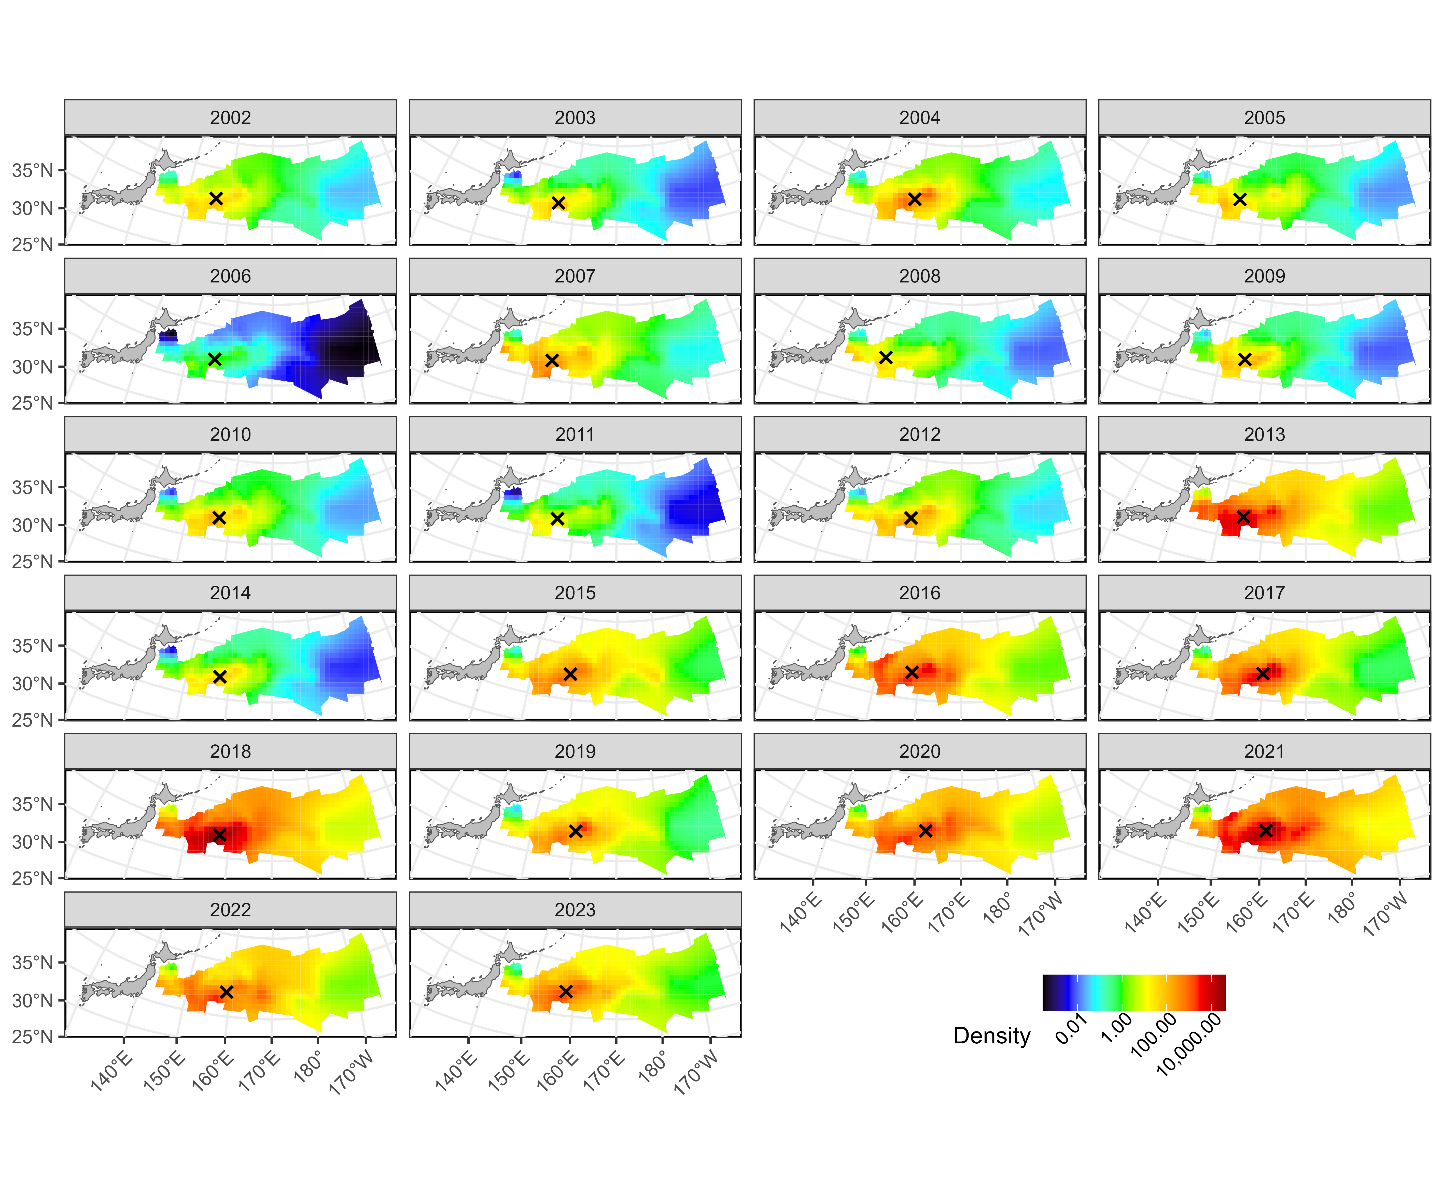 2002 2003 2004 2005
35°N
30°N
25°N
2006 2007 2008 2009
35°N
30°N
25°N
2010 2011 2012 2013
35°N
30°N
25°N
2014 2015 2016 2017
35°N
30°N
25°N
2018 2019 2020 2021
35°N
30°N
25°N
140°E 150°E 160°E 170°E 180° 170°W 140°E 150°E 160°E 170°E 180° 170°W
2022 2023
35°N
30°N
25°N
140°E 150°E 160°E 170°E 180° 170°W 140°E 150°E 160°E 170°E 180° 170°W
Density
0.01 1.00 100.00 10,000.00